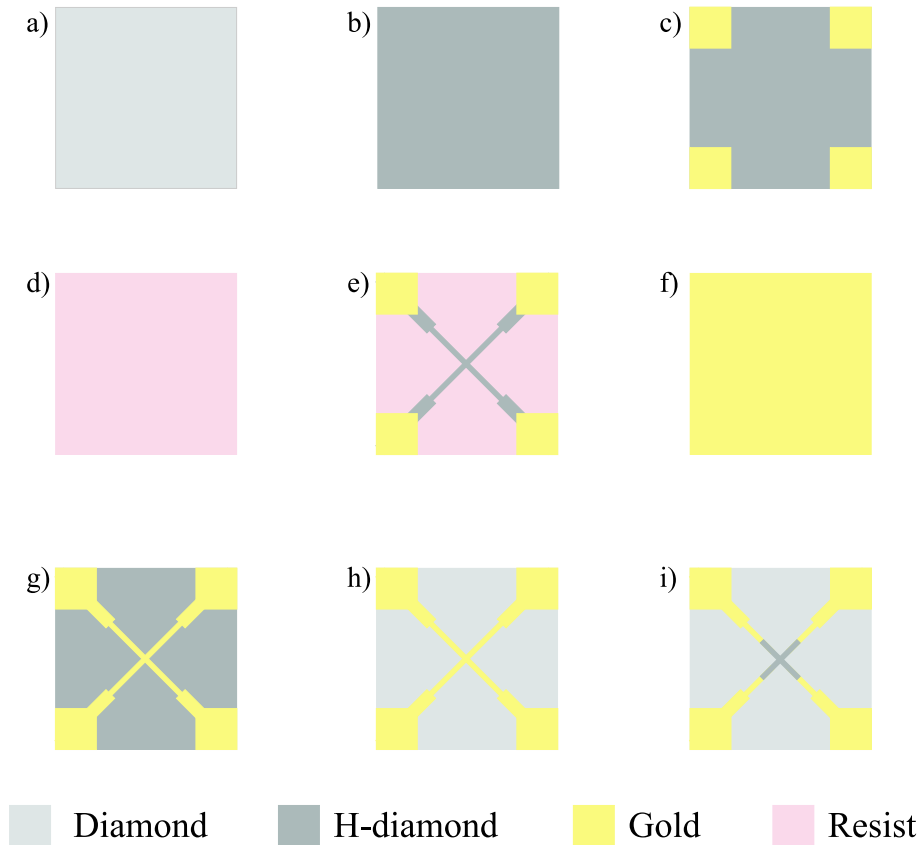 a)
b)
c)
d)
e)
f)
g)
h)
i)
Diamond
H-diamond
Gold
Resist